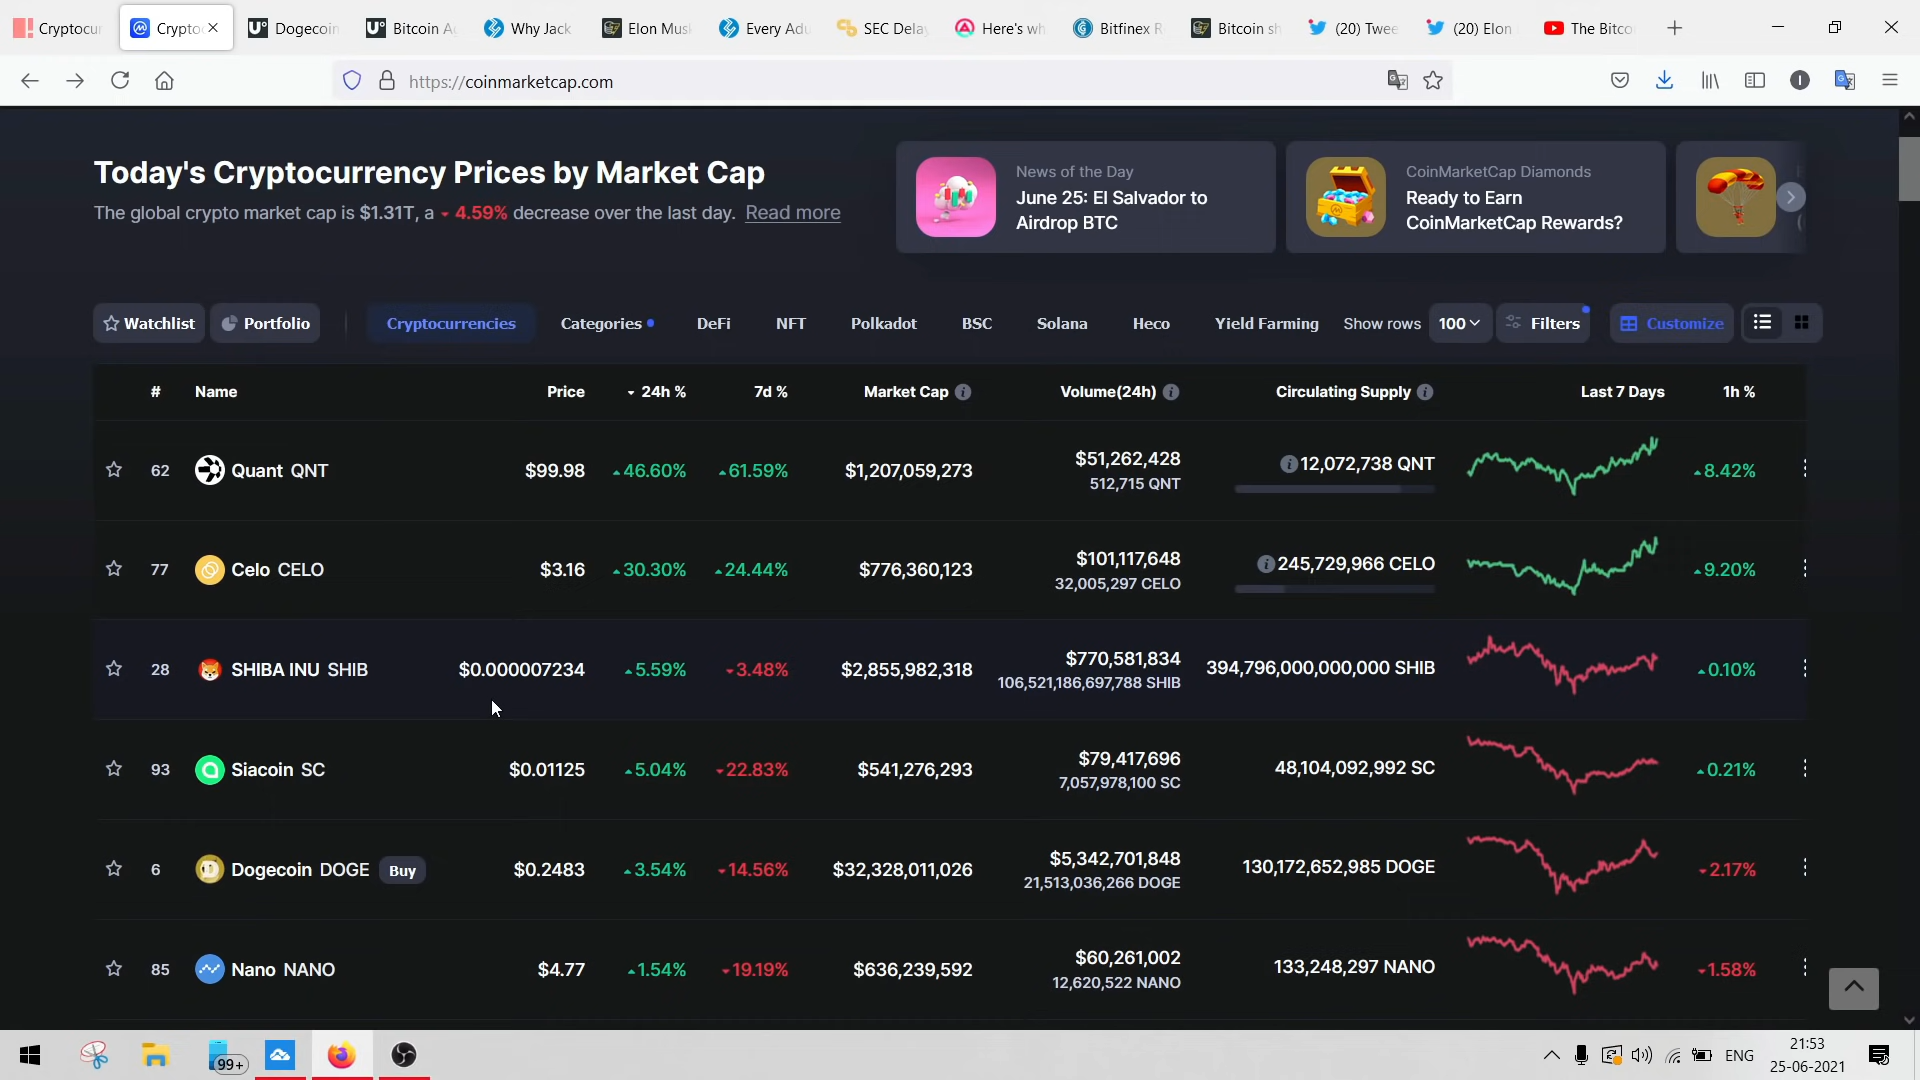 Cryptocur
Crypto
Dogecoin
Bitcoin A
Why Jack
Elon Mus
Every Adu
SEC Dela
Here's wh
Bitfinex R
Bitcoin sh
(20) Twee
(20) Elon
The Bitco
https://coinmarketcap.com
Today's Cryptocurrency Prices by Market Cap
The global crypto market cap is $1.31T, a 4.59% decrease over the last day. Read more
News of the Day
June 25: El Salvador to
Airdrop BTC
CoinMarketCap Diamonds
Ready to Earn
CoinMarketCap Rewards?
Watchlist Portfolio Cryptocurrencies Categories DeFi NFT Polkadot BSC Solana Heco Yield Farming Show rows 100 Filters Customize
# Name Price 24h % 7d % Market Cap Volume(24h) Circulating Supply Last 7 Days 1h %
62 Quant QNT $99.98 46.60% 61.59% $1,207,059,273 $51,262,428 12,072,738 QNT 8.42%
512,715 QNT
77 Celo CELO $3.16 30.30% 24.44% $776,360,123 $101,117,648 245,729,966 CELO 9.20%
32,005,297 CELO
28 SHIBA INU SHIB $0.000007234 5.59% 3.48% $2,855,982,318 $770,581,834 394,796,000,000,000 SHIB 0.10%
106,521,186,697,788 SHIB
93 Siacoin SC $0.01125 5.04% 22.83% $541,276,293 $79,417,696 48,104,092,992 SC 0.21%
7,057,978,100 SC
6 Dogecoin DOGE Buy $0.2483 3.54% 14.56% $32,328,011,026 $5,342,701,848 130,172,652,985 DOGE 2.17%
21,513,036,266 DOGE
85 Nano NANO $4.77 1.54% 19.19% $636,239,592 $60,261,002 133,248,297 NANO 1.58%
12,620,522 NANO
99+
ENG
21:53
25-06-2021